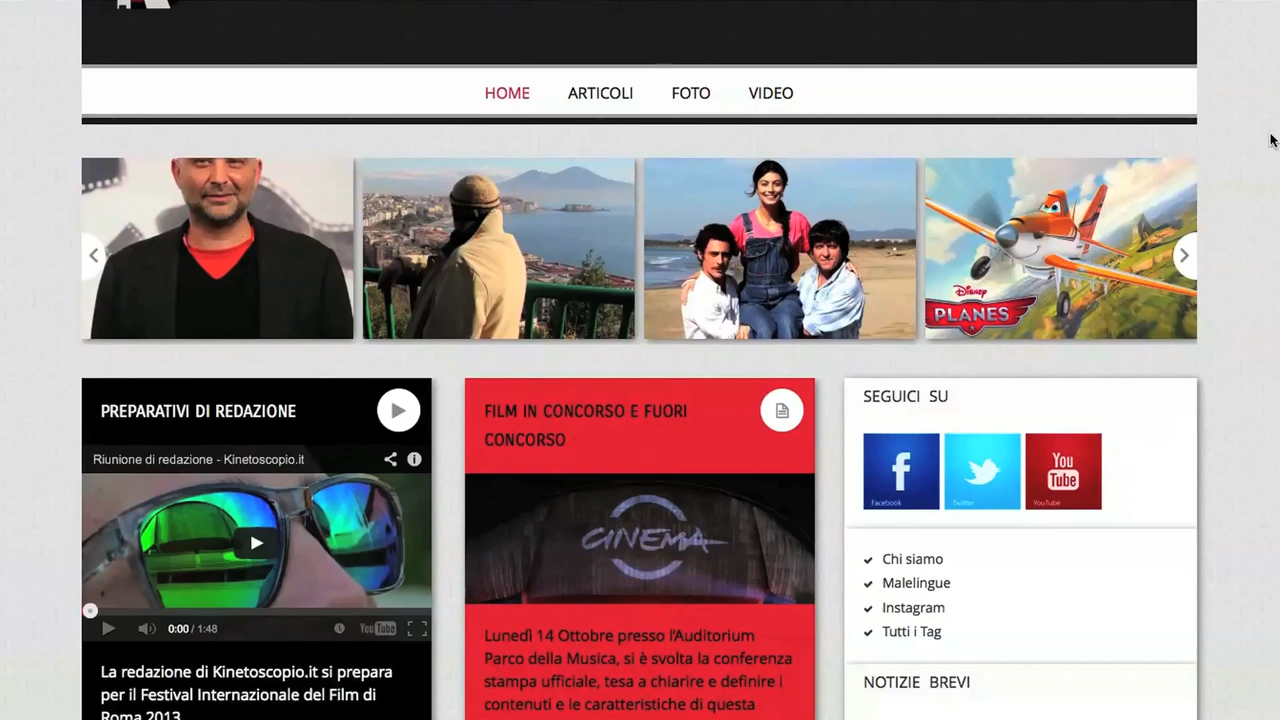 HOME ARTICOLI FOTO VIDEO
DISNEY
PLANES
PREPARATIVI DI REDAZIONE
Riunione di redazione - Kinetoscopio.it
0:00 / 1:48
YouTube
La redazione di Kinetoscopio.it si prepara
per il Festival Internazionale del Film di
Roma 2013
FILM IN CONCORSO E FUORI
CONCORSO
CINEMA
Lunedì 14 Ottobre presso l'Auditorium
Parco della Musica, si è svolta la conferenza
stampa ufficiale, tesa a chiarire e definire i
contenuti e le caratteristiche di questa
SEGUICI SU
Facebook
Twitter
You
Tube
YouTube
Chi siamo
Malelingue
Instagram
Tutti i Tag
NOTIZIE BREVI